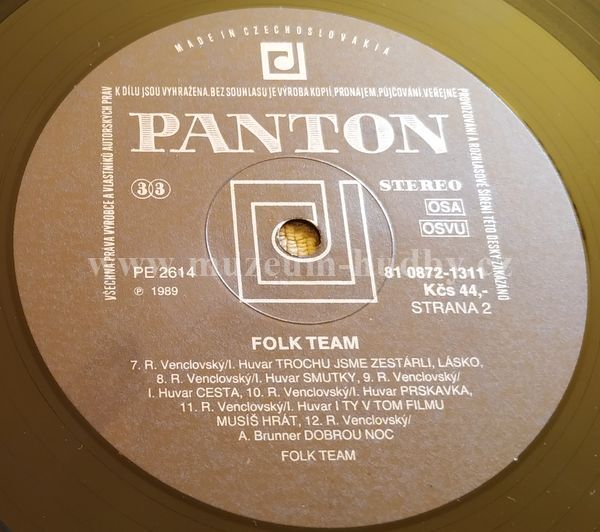 MADE IN CZECHOSLOVAKIA
VŠECHNA PRÁVA VÝROBCE A VLASTNÍKŮ AUTORSKÝCH PRÁV K DÍLU JSOU VYHRAŽENA. BEZ SOUHLASU JE VÝROBA KOPIÍ, PRONÁJEM, PŮJČOVÁNÍ, VEŘEJNÉ PROVOZOVÁNÍ A ROZHLASOVÉ ŠÍŘENÍ TÉTO DESKY ZAKÁZÁNO
PANTON
33 STEREO
OSA
OSVU
www.muzeum-hudby.cz
PE 2614 81 0872-1311
℗ 1989 Kčs 44,-
STRANA 2
FOLK TEAM
7. R. Venclovský/I. Huvar TROCHU JSME ZESTÁRLI, LÁSKO,
8. R. Venclovský/I. Huvar SMUTKY, 9. R. Venclovský/
I. Huvar CESTA, 10. R. Venclovský/I. Huvar PRSKAVKA,
11. R. Venclovský/I. Huvar I TY V TOM FILMU
MUSÍŠ HRÁT, 12. R. Venclovský/
A. Brunner DOBROU NOC
FOLK TEAM